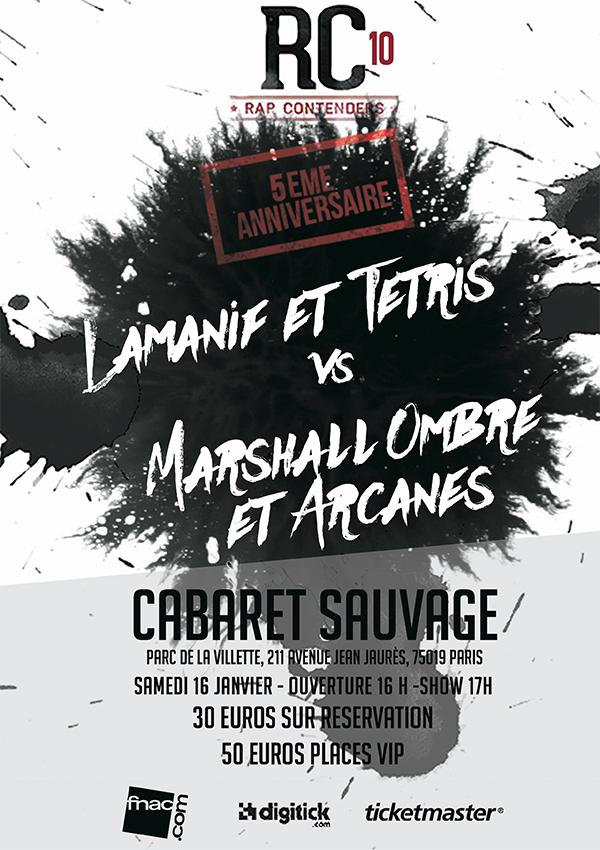 RC 10
★ RAP CONTENDERS ★
5EME
ANNIVERSAIRE
LAMANIF ET TETRIS
VS
MARSHALL OMBRE
ET ARCANES
CABARET SAUVAGE
PARC DE LA VILLETTE, 211 AVENUE JEAN JAURÈS, 75019 PARIS
SAMEDI 16 JANVIER - OUVERTURE 16 H -SHOW 17H
30 EUROS SUR RESERVATION
50 EUROS PLACES VIP
fnac.com
digitick.com
ticketmaster®